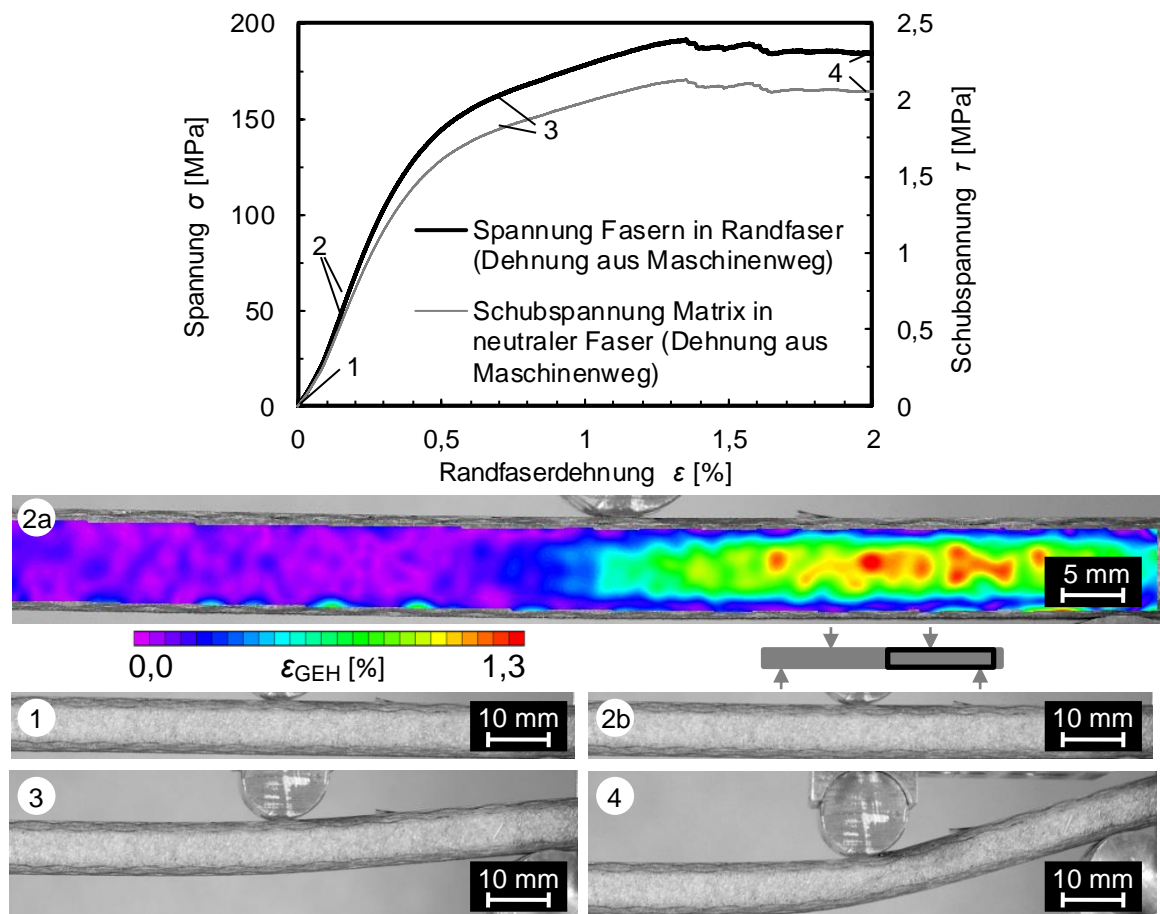 200
150
100
50
0
Spannung σ [MPa]
2,5
2
1,5
1
0,5
0
Schubspannung τ [MPa]
0
0,5
1
1,5
2
Randfaserdehnung ε [%]
1
2
3
4
Spannung Fasern in Randfaser
(Dehnung aus Maschinenweg)
Schubspannung Matrix in
neutraler Faser (Dehnung aus
Maschinenweg)
2a
5 mm
0,0
εGEH [%]
1,3
1
10 mm
2b
10 mm
3
10 mm
4
10 mm